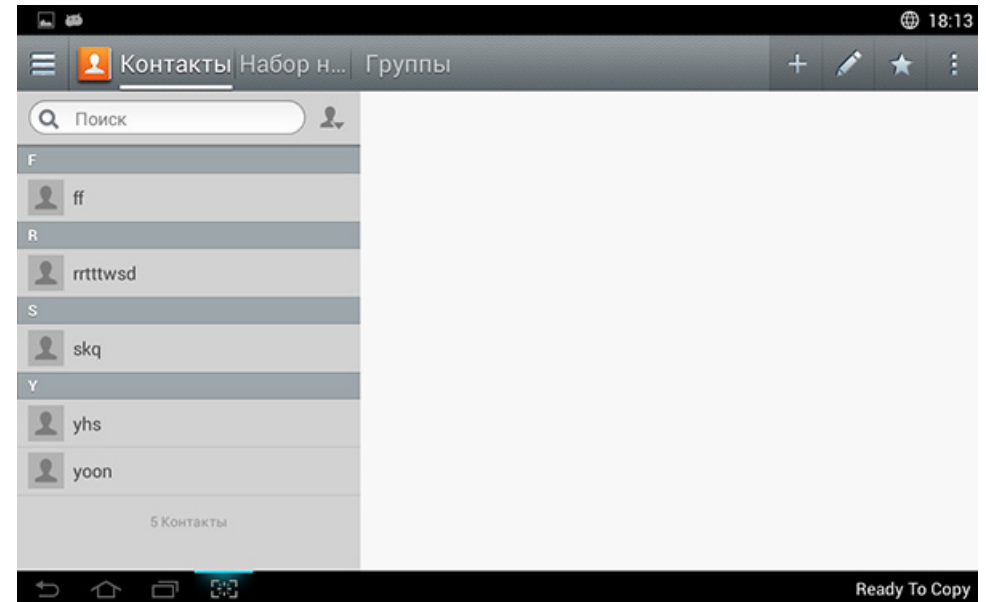 18:13
Контакты Набор н... Группы
Поиск
F
ff
R
rrtttwsd
S
skq
Y
yhs
yoon
5 Контакты
Ready To Copy